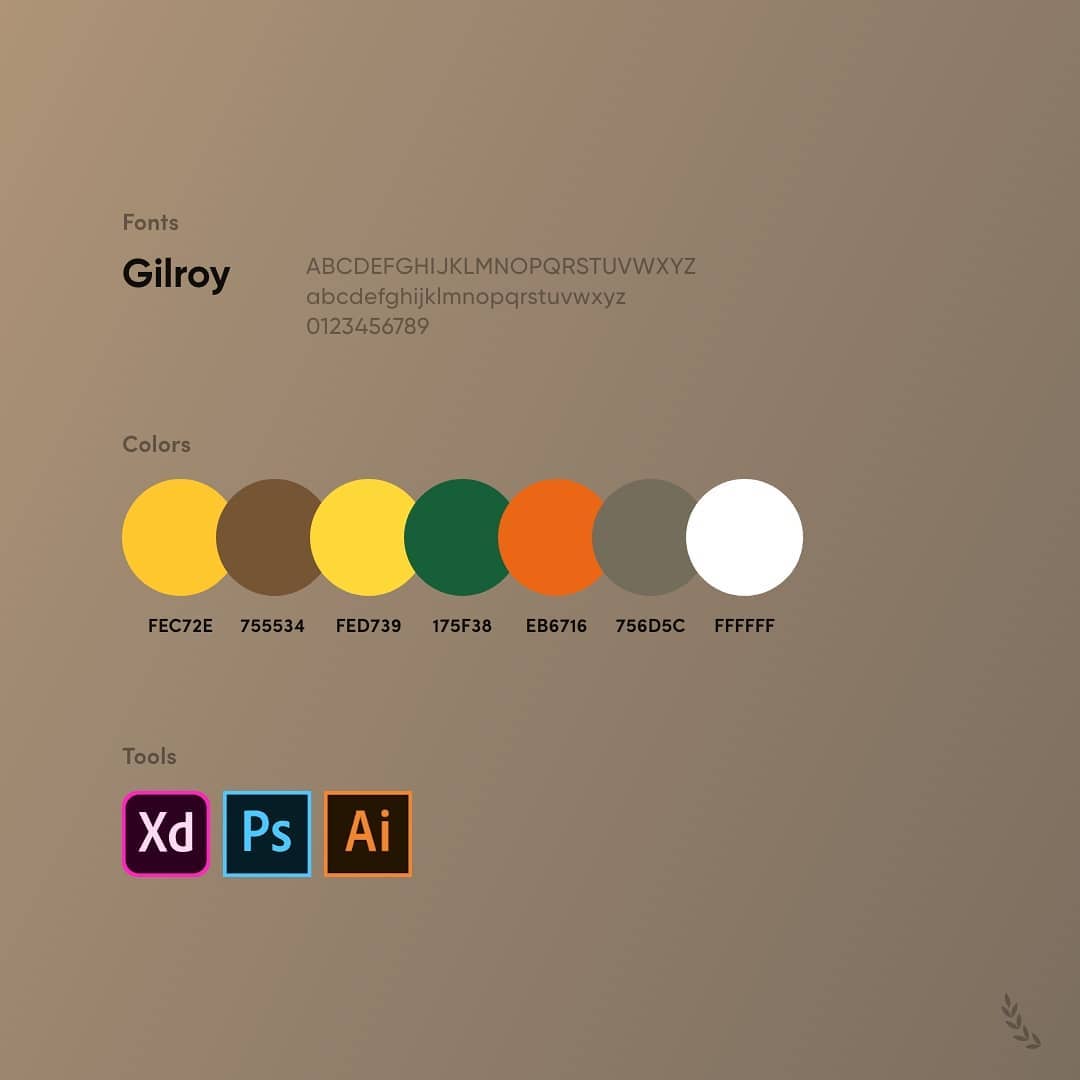 Fonts
Gilroy
ABCDEFGHIJKLMNOPQRSTUVWXYZ
abcdefghijklmnopqrstuvwxyz
0123456789
Colors
FEC72E 755534 FED739 175F38 EB6716 756D5C FFFFFF
Tools
Xd Ps Ai